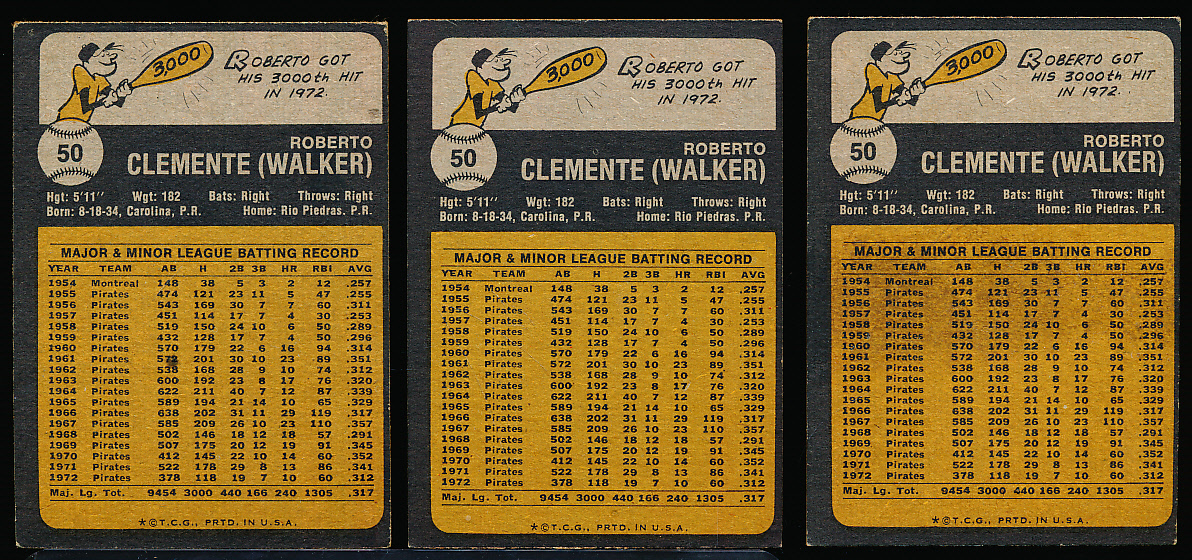 3,000
ROBERTO GOT
HIS 3000th HIT
IN 1972.
50
ROBERTO
CLEMENTE (WALKER)
Hgt: 5'11" Wgt: 182 Bats: Right Throws: Right
Born: 8-18-34, Carolina, P.R. Home: Rio Piedras. P.R.
MAJOR & MINOR LEAGUE BATTING RECORD
YEAR TEAM AB H 2B 3B HR RBI AVG
1954 Montreal 148 38 5 3 2 12 .257
1955 Pirates 474 121 23 11 5 47 .255
1956 Pirates 543 169 30 7 7 60 .311
1957 Pirates 451 114 17 7 4 30 .253
1958 Pirates 519 150 24 10 6 50 .289
1959 Pirates 432 128 17 7 4 50 .296
1960 Pirates 570 179 22 6 16 94 .314
1961 Pirates 572 201 30 10 23 89 .351
1962 Pirates 538 168 28 9 10 74 .312
1963 Pirates 600 192 23 8 17 76 .320
1964 Pirates 622 211 40 7 12 87 .339
1965 Pirates 589 194 21 14 10 65 .329
1966 Pirates 638 202 31 11 29 119 .317
1967 Pirates 585 209 26 10 23 110 .357
1968 Pirates 502 146 18 12 18 57 .291
1969 Pirates 507 175 20 12 19 91 .345
1970 Pirates 412 145 22 10 14 60 .352
1971 Pirates 522 178 29 8 13 86 .341
1972 Pirates 378 118 19 7 10 60 .312
Maj. Lg. Tot. 9454 3000 440 166 240 1305 .317
*©T.C.G., PRTD. IN U.S.A.
3,000
ROBERTO GOT
HIS 3000th HIT
IN 1972.
50
ROBERTO
CLEMENTE (WALKER)
Hgt: 5'11" Wgt: 182 Bats: Right Throws: Right
Born: 8-18-34, Carolina, P.R. Home: Rio Piedras. P.R.
MAJOR & MINOR LEAGUE BATTING RECORD
YEAR TEAM AB H 2B 3B HR RBI AVG
1954 Montreal 148 38 5 3 2 12 .257
1955 Pirates 474 121 23 11 5 47 .255
1956 Pirates 543 169 30 7 7 60 .311
1957 Pirates 451 114 17 7 4 30 .253
1958 Pirates 519 150 24 10 6 50 .289
1959 Pirates 432 128 17 7 4 50 .296
1960 Pirates 570 179 22 6 16 94 .314
1961 Pirates 572 201 30 10 23 89 .351
1962 Pirates 538 168 28 9 10 74 .312
1963 Pirates 600 192 23 8 17 76 .320
1964 Pirates 622 211 40 7 12 87 .339
1965 Pirates 589 194 21 14 10 65 .329
1966 Pirates 638 202 31 11 29 119 .317
1967 Pirates 585 209 26 10 23 110 .357
1968 Pirates 502 146 18 12 18 57 .291
1969 Pirates 507 175 20 12 19 91 .345
1970 Pirates 412 145 22 10 14 60 .352
1971 Pirates 522 178 29 8 13 86 .341
1972 Pirates 378 118 19 7 10 60 .312
Maj. Lg. Tot. 9454 3000 440 166 240 1305 .317
*©T.C.G., PRTD. IN U.S.A.
3,000
ROBERTO GOT
HIS 3000th HIT
IN 1972.
50
ROBERTO
CLEMENTE (WALKER)
Hgt: 5'11" Wgt: 182 Bats: Right Throws: Right
Born: 8-18-34, Carolina, P.R. Home: Rio Piedras. P.R.
MAJOR & MINOR LEAGUE BATTING RECORD
YEAR TEAM AB H 2B 3B HR RBI AVG
1954 Montreal 148 38 5 3 2 12 .257
1955 Pirates 474 121 23 11 5 47 .255
1956 Pirates 543 169 30 7 7 60 .311
1957 Pirates 451 114 17 7 4 30 .253
1958 Pirates 519 150 24 10 6 50 .289
1959 Pirates 432 128 17 7 4 50 .296
1960 Pirates 570 179 22 6 16 94 .314
1961 Pirates 572 201 30 10 23 89 .351
1962 Pirates 538 168 28 9 10 74 .312
1963 Pirates 600 192 23 8 17 76 .320
1964 Pirates 622 211 40 7 12 87 .339
1965 Pirates 589 194 21 14 10 65 .329
1966 Pirates 638 202 31 11 29 119 .317
1967 Pirates 585 209 26 10 23 110 .357
1968 Pirates 502 146 18 12 18 57 .291
1969 Pirates 507 175 20 12 19 91 .345
1970 Pirates 412 145 22 10 14 60 .352
1971 Pirates 522 178 29 8 13 86 .341
1972 Pirates 378 118 19 7 10 60 .312
Maj. Lg. Tot. 9454 3000 440 166 240 1305 .317
*©T.C.G., PRTD. IN U.S.A.